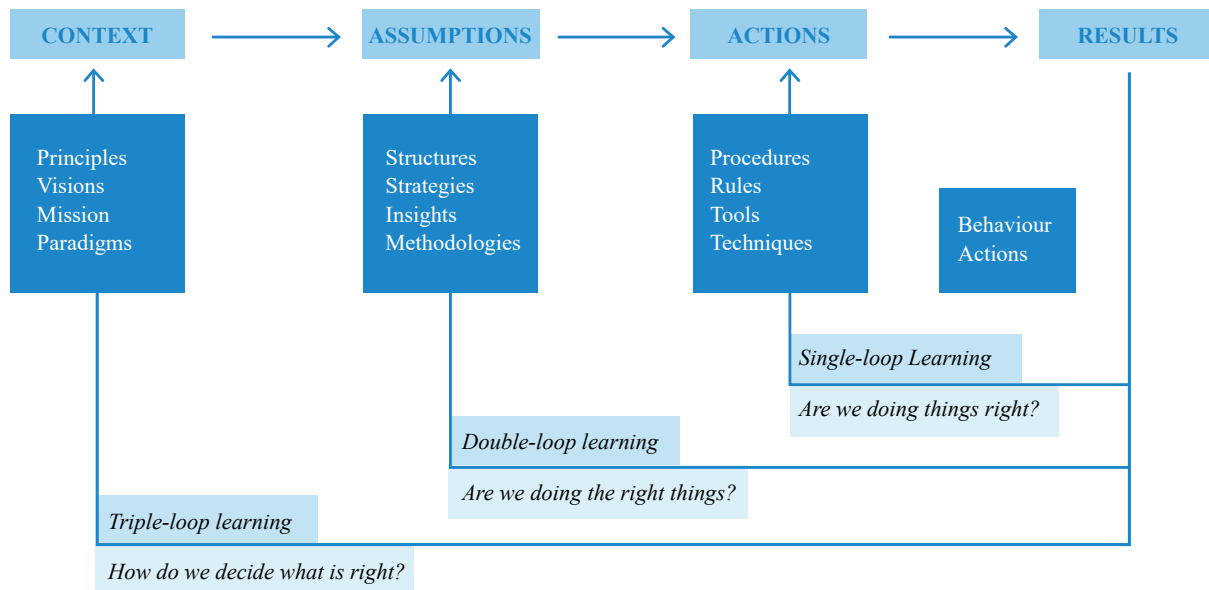 CONTEXT
ASSUMPTIONS
ACTIONS
RESULTS
Principles
Visions
Mission
Paradigms
Structures
Strategies
Insights
Methodologies
Procedures
Rules
Tools
Techniques
Behaviour
Actions
Single-loop Learning
Are we doing things right?
Double-loop learning
Are we doing the right things?
Triple-loop learning
How do we decide what is right?